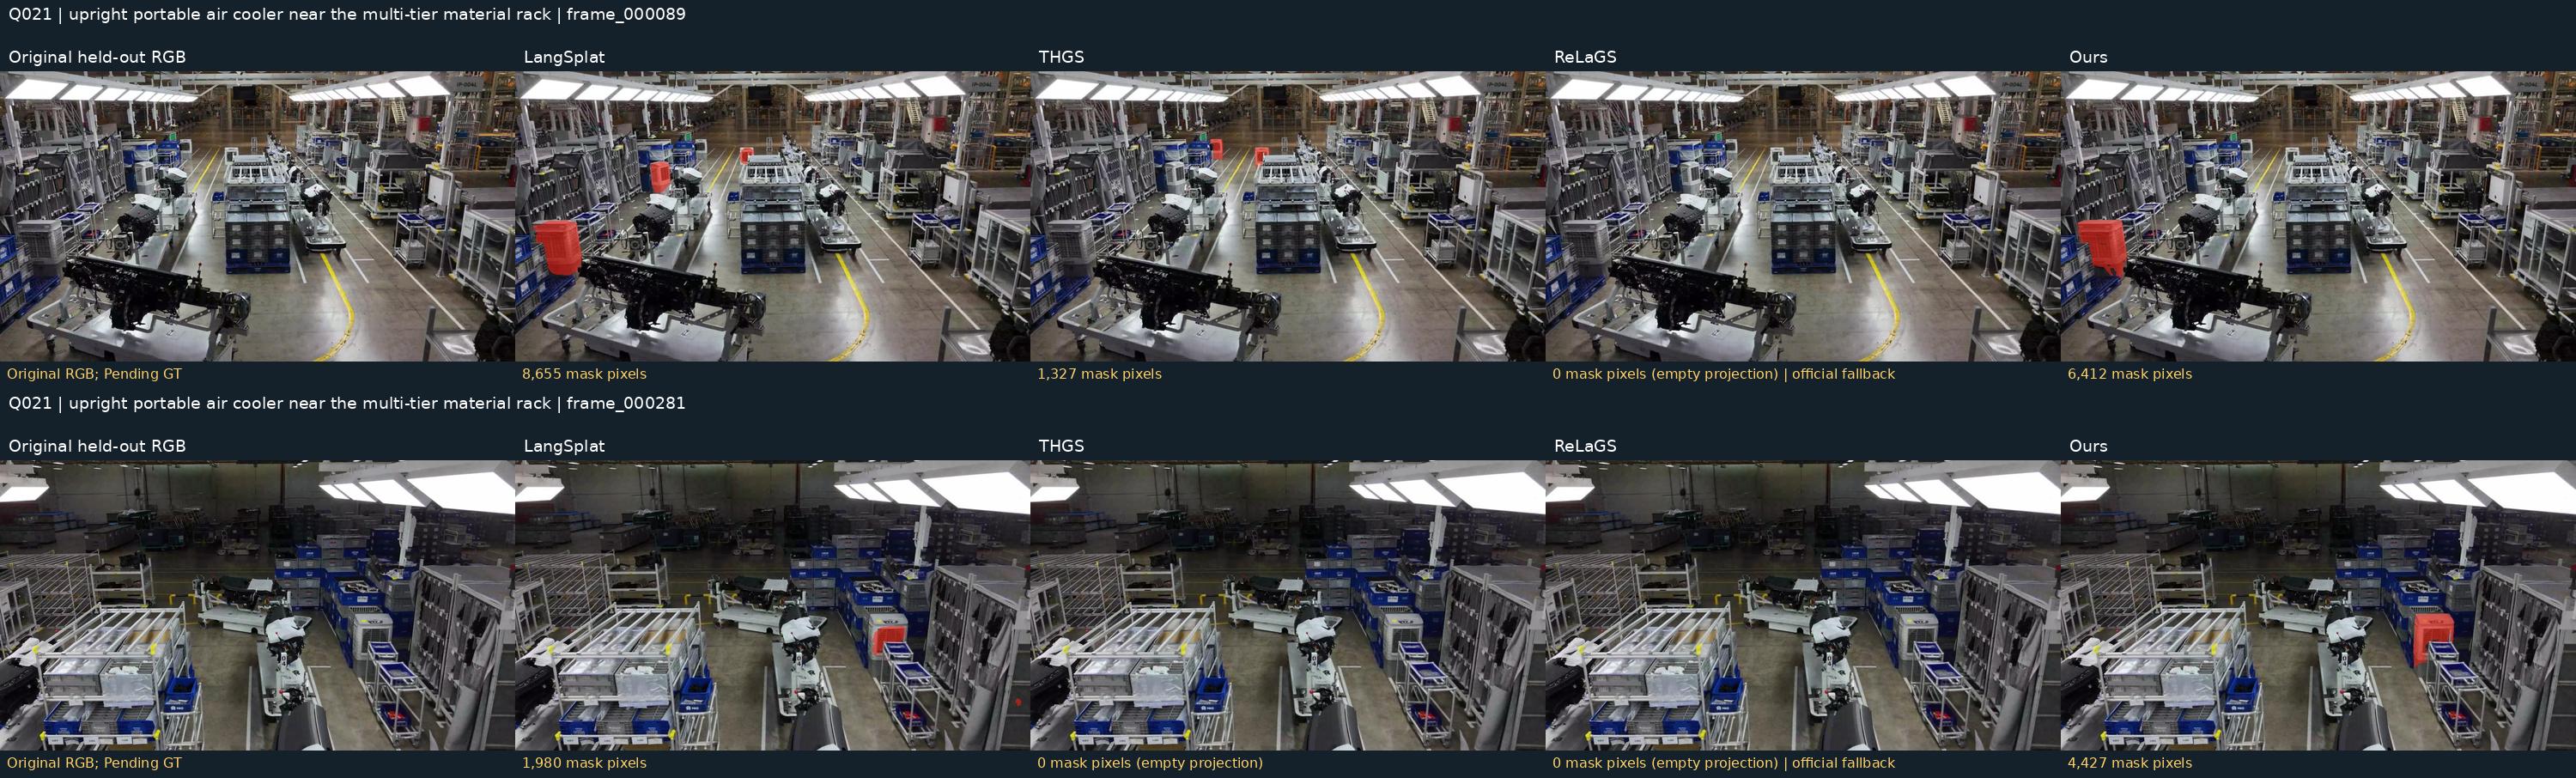 Q021 | upright portable air cooler near the multi-tier material rack | frame_000089
Original held-out RGB
LangSplat
THGS
ReLaGS
Ours
Original RGB; Pending GT
8,655 mask pixels
1,327 mask pixels
0 mask pixels (empty projection) | official fallback
6,412 mask pixels
Q021 | upright portable air cooler near the multi-tier material rack | frame_000281
Original held-out RGB
LangSplat
THGS
ReLaGS
Ours
Original RGB; Pending GT
1,980 mask pixels
0 mask pixels (empty projection)
0 mask pixels (empty projection) | official fallback
4,427 mask pixels